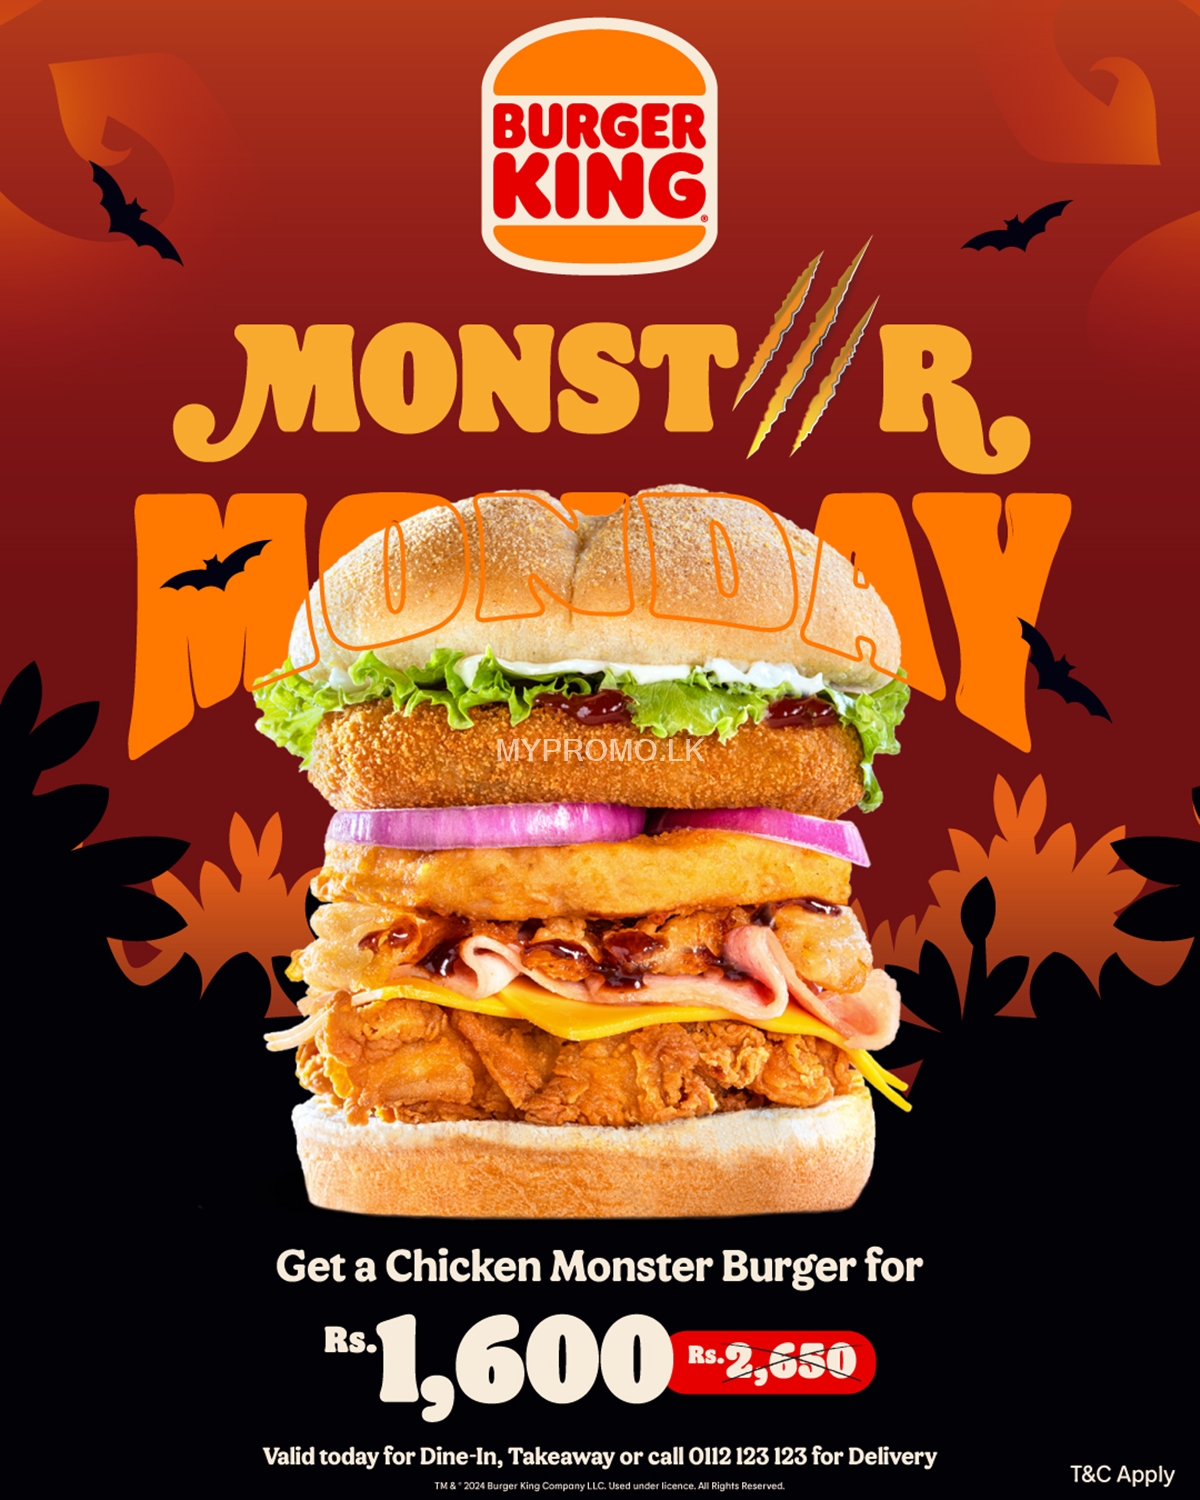 BURGER
KING
®
MONST///R
MONDAY
MYPROMO.LK
Get a Chicken Monster Burger for
Rs.1,600 Rs.2,650
Valid today for Dine-In, Takeaway or call 0112 123 123 for Delivery
T&C Apply
TM & ® 2024 Burger King Company LLC. Used under licence. All Rights Reserved.